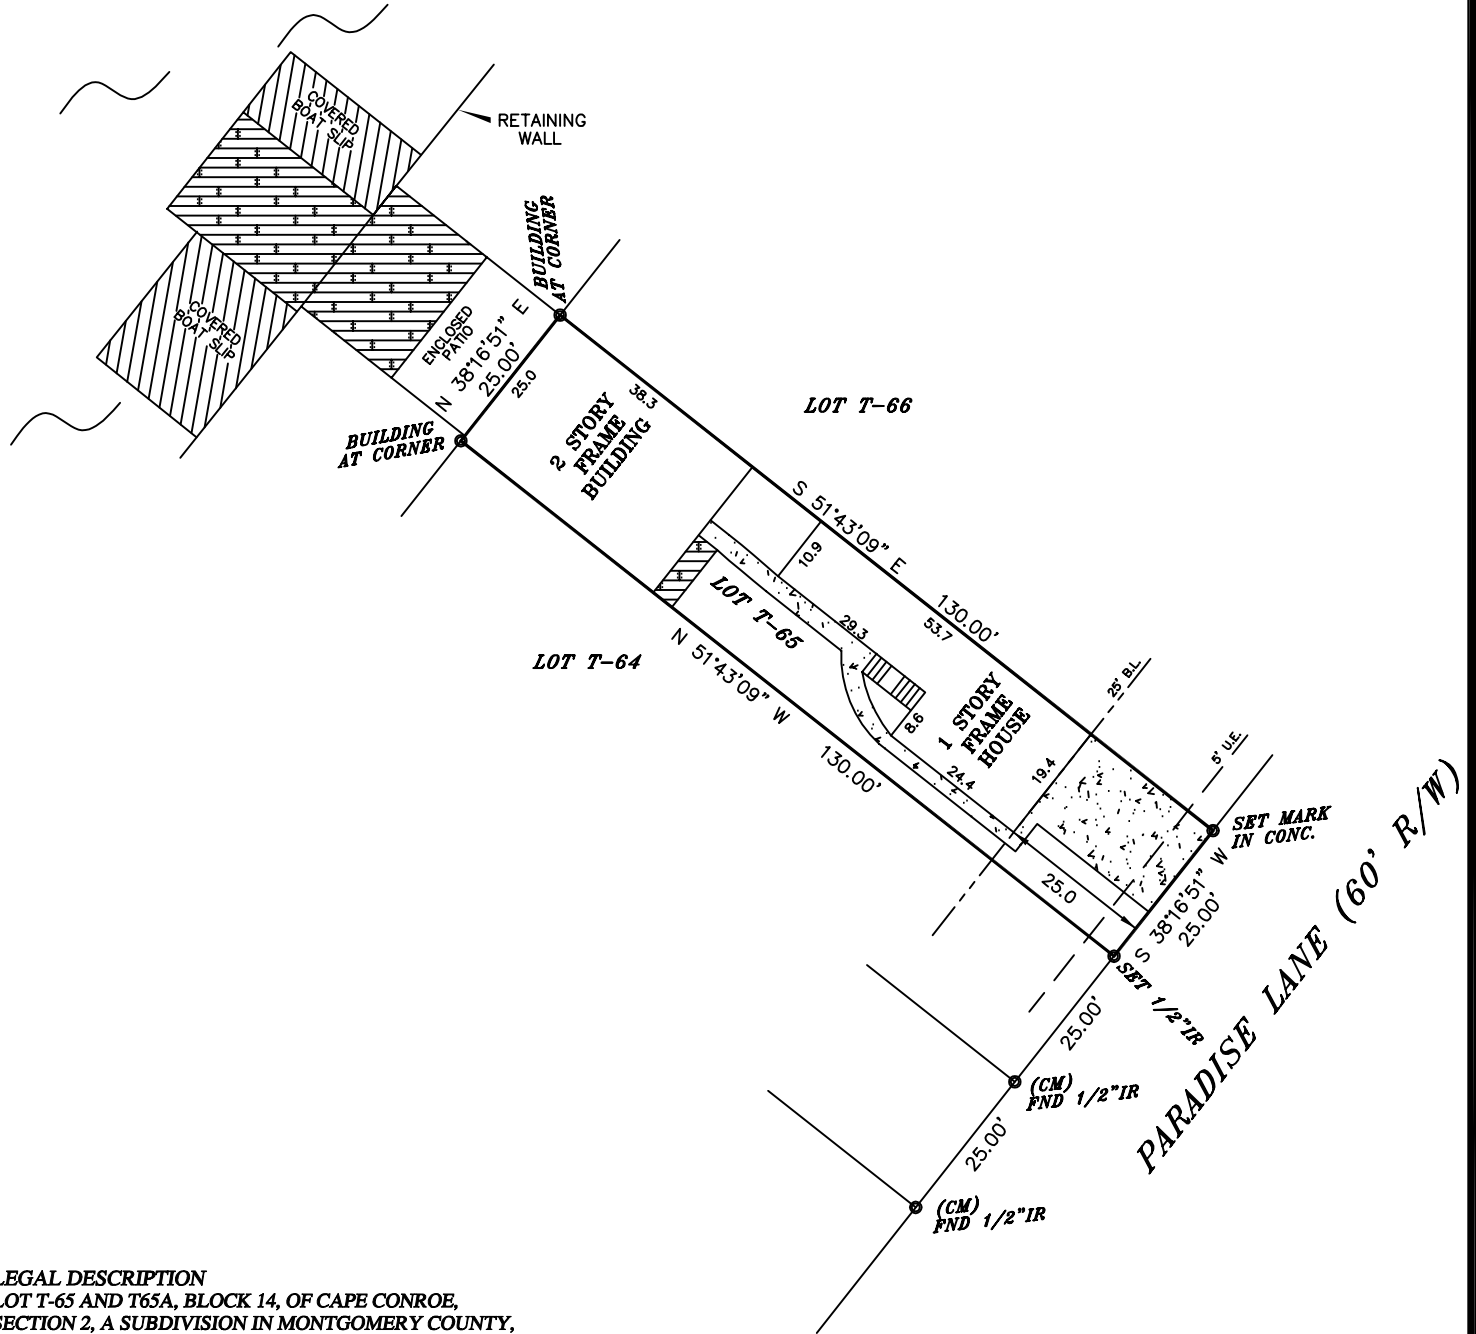 COVERED
BOAT SLIP
RETAINING
WALL
BUILDING
AT CORNER
COVERED
BOAT SLIP
ENCLOSED
PATIO
N 38°16'51" E
25.00'
25.0
BUILDING
AT CORNER
2 STORY
FRAME
BUILDING
38.3
LOT T-66
S 51°43'09" E
130.00'
10.9
53.7
29.3
LOT T-65
LOT T-64
N 51°43'09" W
130.00'
8.6
1 STORY
FRAME
HOUSE
24.4
19.4
25' B.L.
5' U.E.
25.0
SET MARK
IN CONC.
S 38°16'51" W
25.00'
SET 1/2"IR
PARADISE LANE (60' R/W)
25.00'
(CM)
FND 1/2"IR
25.00'
(CM)
FND 1/2"IR
LEGAL DESCRIPTION
LOT T-65 AND T65A, BLOCK 14, OF CAPE CONROE,
SECTION 2, A SUBDIVISION IN MONTGOMERY COUNTY,